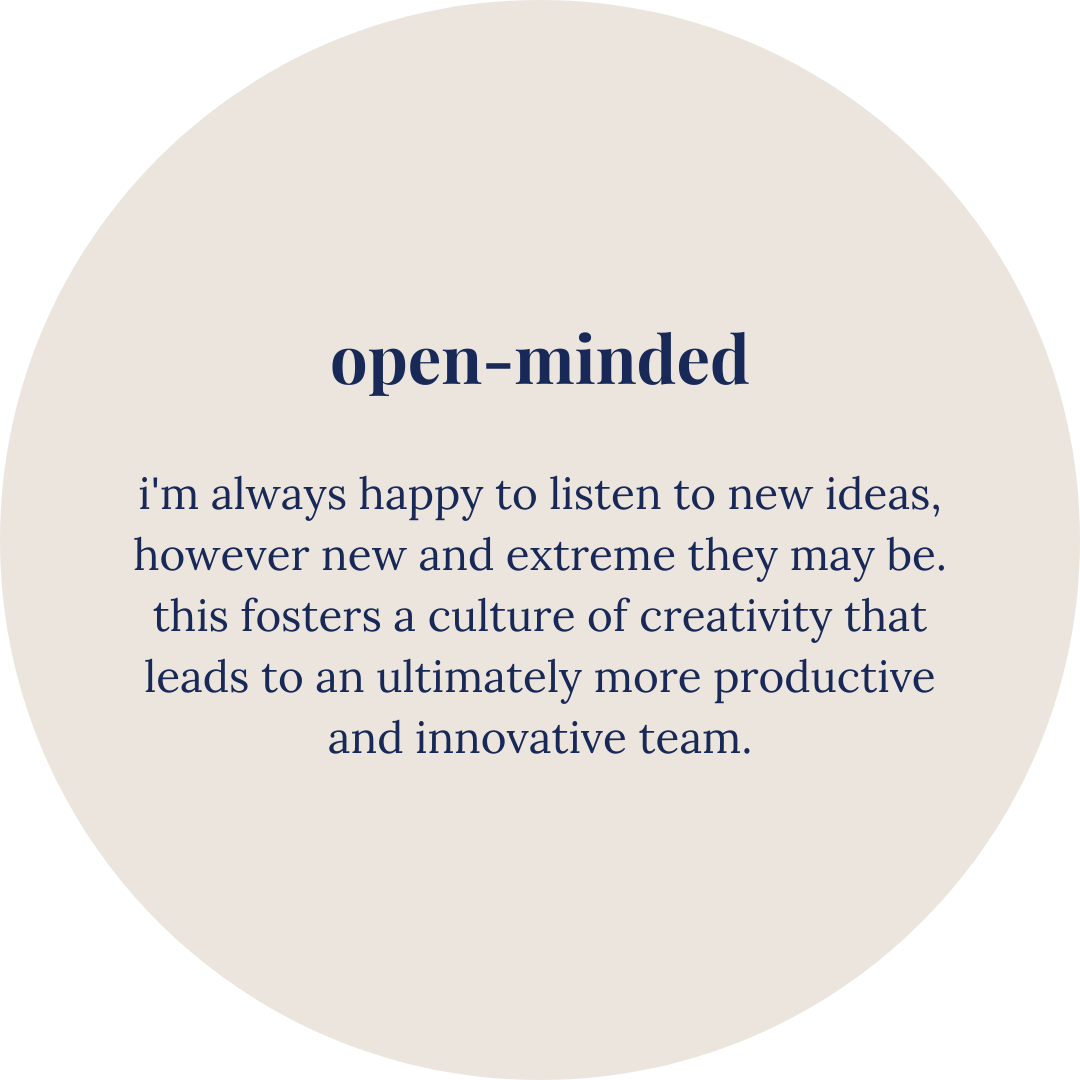 open-minded
i'm always happy to listen to new ideas,
however new and extreme they may be.
this fosters a culture of creativity that
leads to an ultimately more productive
and innovative team.